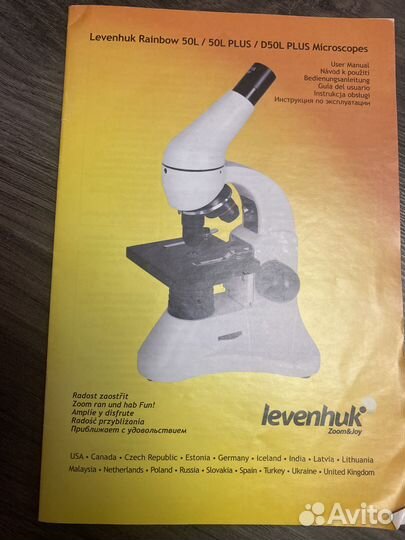 Levenhuk Rainbow 50L / 50L PLUS / D50L PLUS Microscopes
User Manual
Návod k použití
Bedienungsanleitung
Guía del usuario
Instrukcja obsługi
Инструкция по эксплуатации
Radost zaostřit
Zoom ran und hab Fun!
Amplíe y disfrute
Radość przybliżania
Приближает с удовольствием
levenhuk
Zoom&Joy
USA • Canada • Czech Republic • Estonia • Germany • Iceland • India • Latvia • Lithuania
Malaysia • Netherlands • Poland • Russia • Slovakia • Spain • Turkey • Ukraine • United Kingdom
Avito